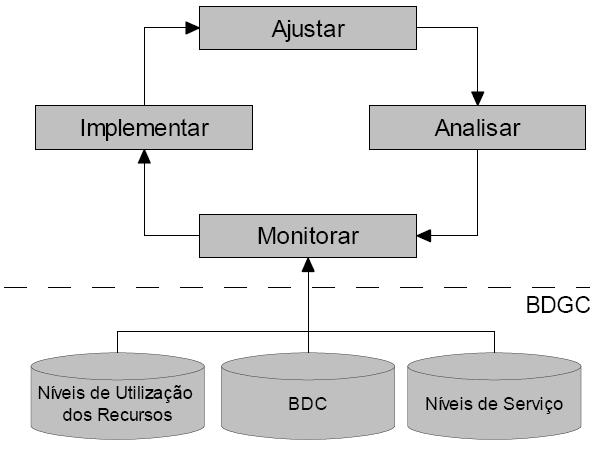 Ajustar
Implementar
Analisar
Monitorar
BDGC
Níveis de Utilização
dos Recursos
BDC
Níveis de Serviço